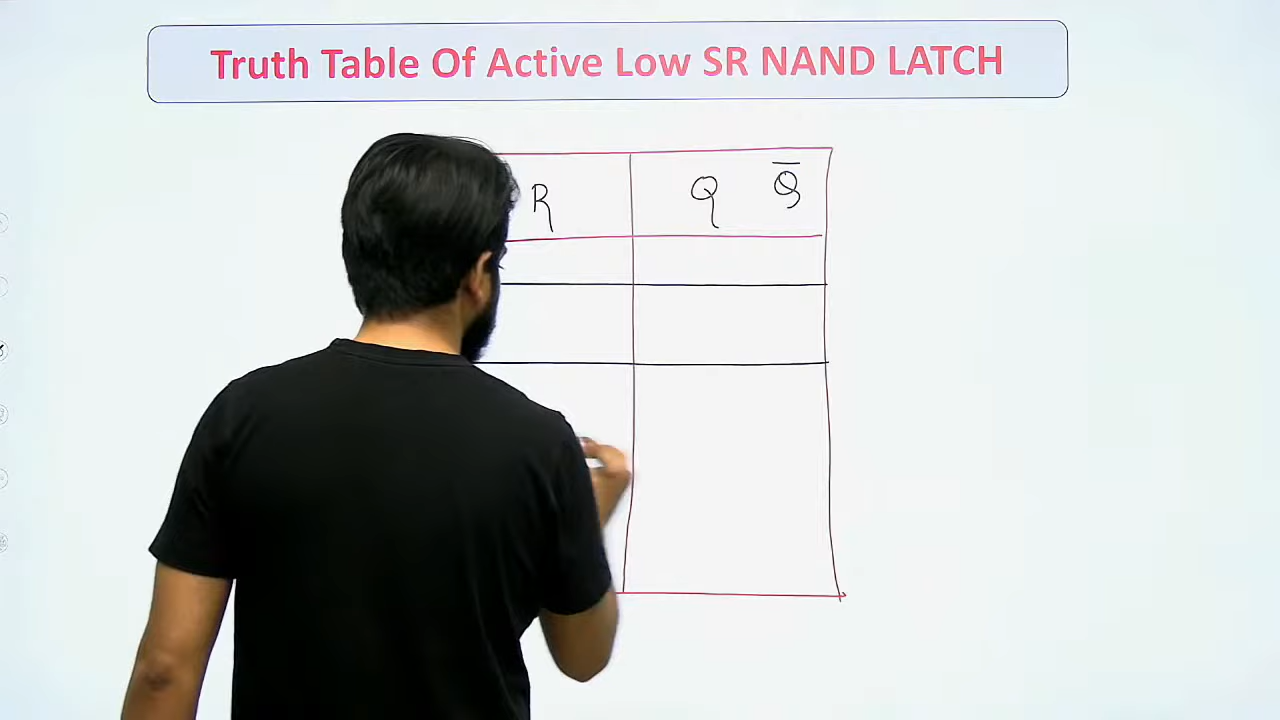 Truth Table Of Active Low SR NAND LATCH
R Q Q̅